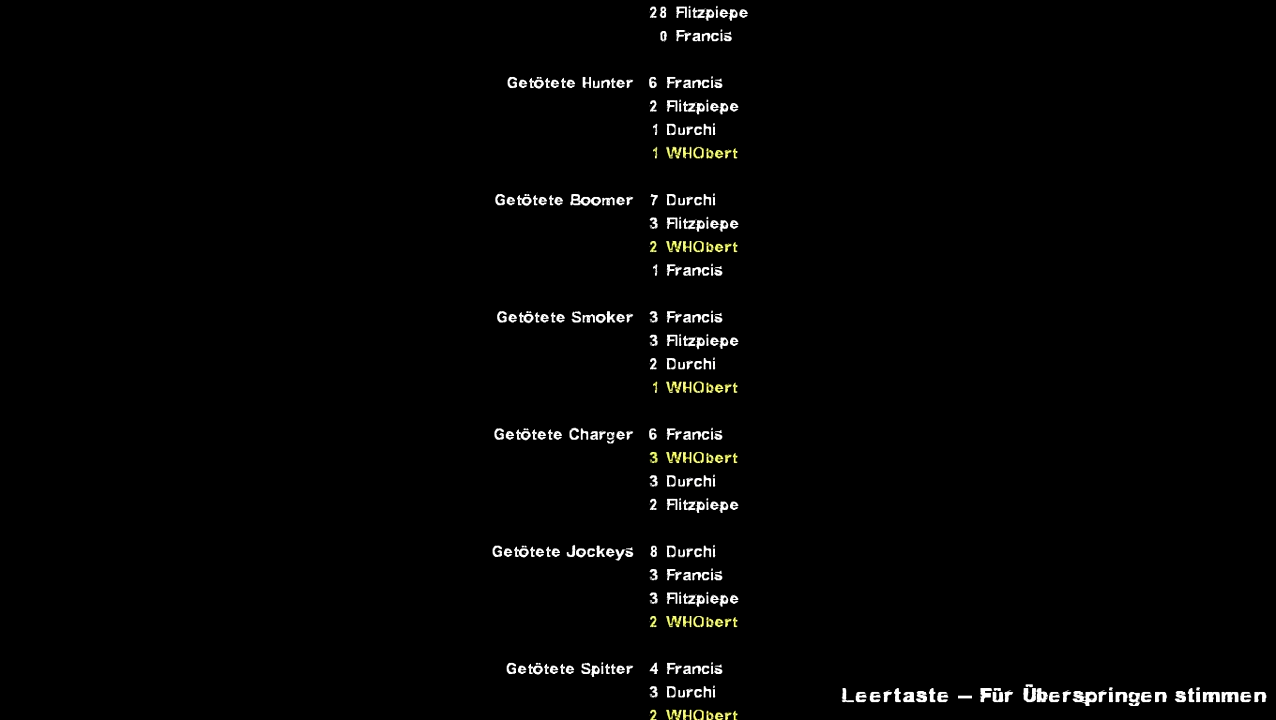 28 Flitzpiepe
0 Francis
Getötete Hunter 6 Francis
2 Flitzpiepe
1 Durchi
1 WHObert
Getötete Boomer 7 Durchi
3 Flitzpiepe
2 WHObert
1 Francis
Getötete Smoker 3 Francis
3 Flitzpiepe
2 Durchi
1 WHObert
Getötete Charger 6 Francis
3 WHObert
3 Durchi
2 Flitzpiepe
Getötete Jockeys 8 Durchi
3 Francis
3 Flitzpiepe
2 WHObert
Getötete Spitter 4 Francis
3 Durchi
2 WHObert
Leertaste – Für Überspringen stimmen